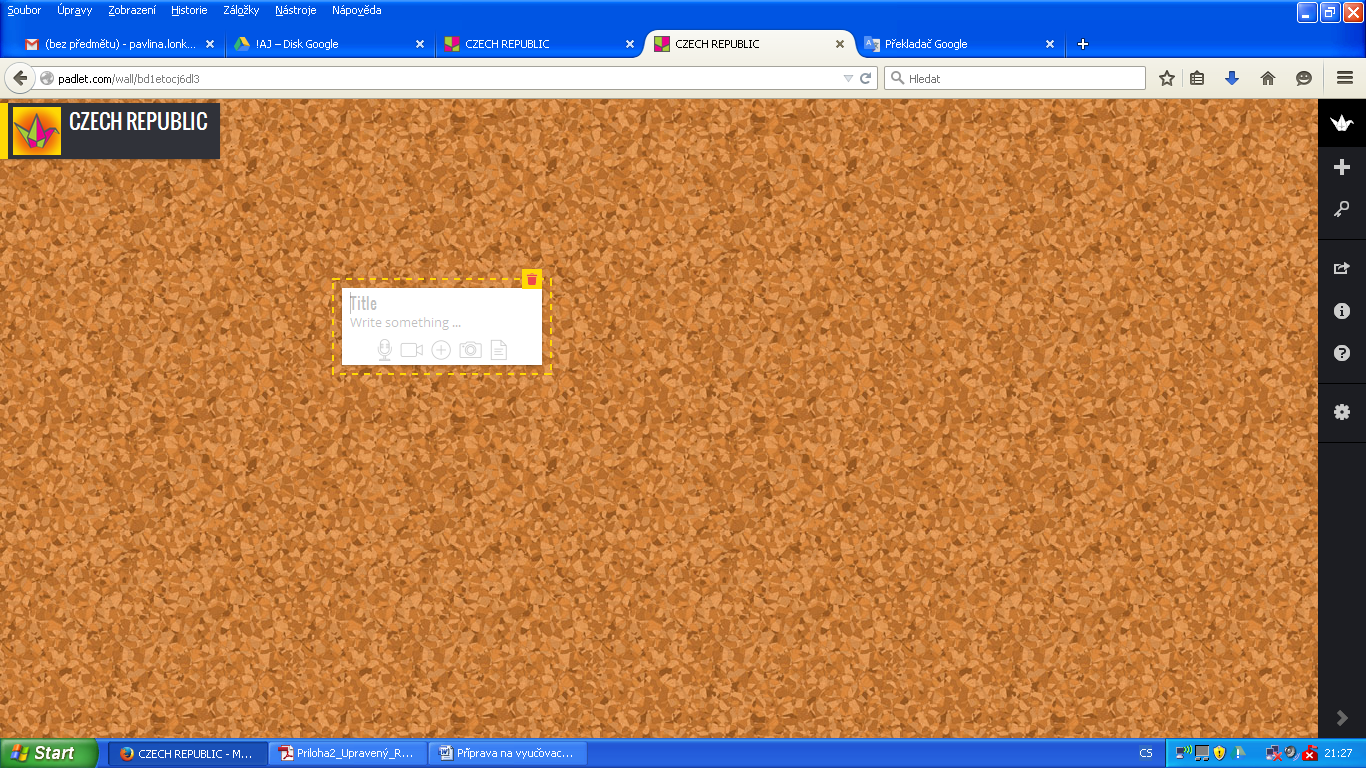 Soubor Úpravy Zobrazení Historie Záložky Nástroje Nápověda
(bez předmětu) - pavlina.lonk... !AJ – Disk Google CZECH REPUBLIC CZECH REPUBLIC Překladač Google
padlet.com/wall/bd1etocj6dl3 Hledat
CZECH REPUBLIC
Title
Write something ...
Start CZECH REPUBLIC - M... Priloha2_Upravený_R... Příprava na vyučovac... CS 21:27